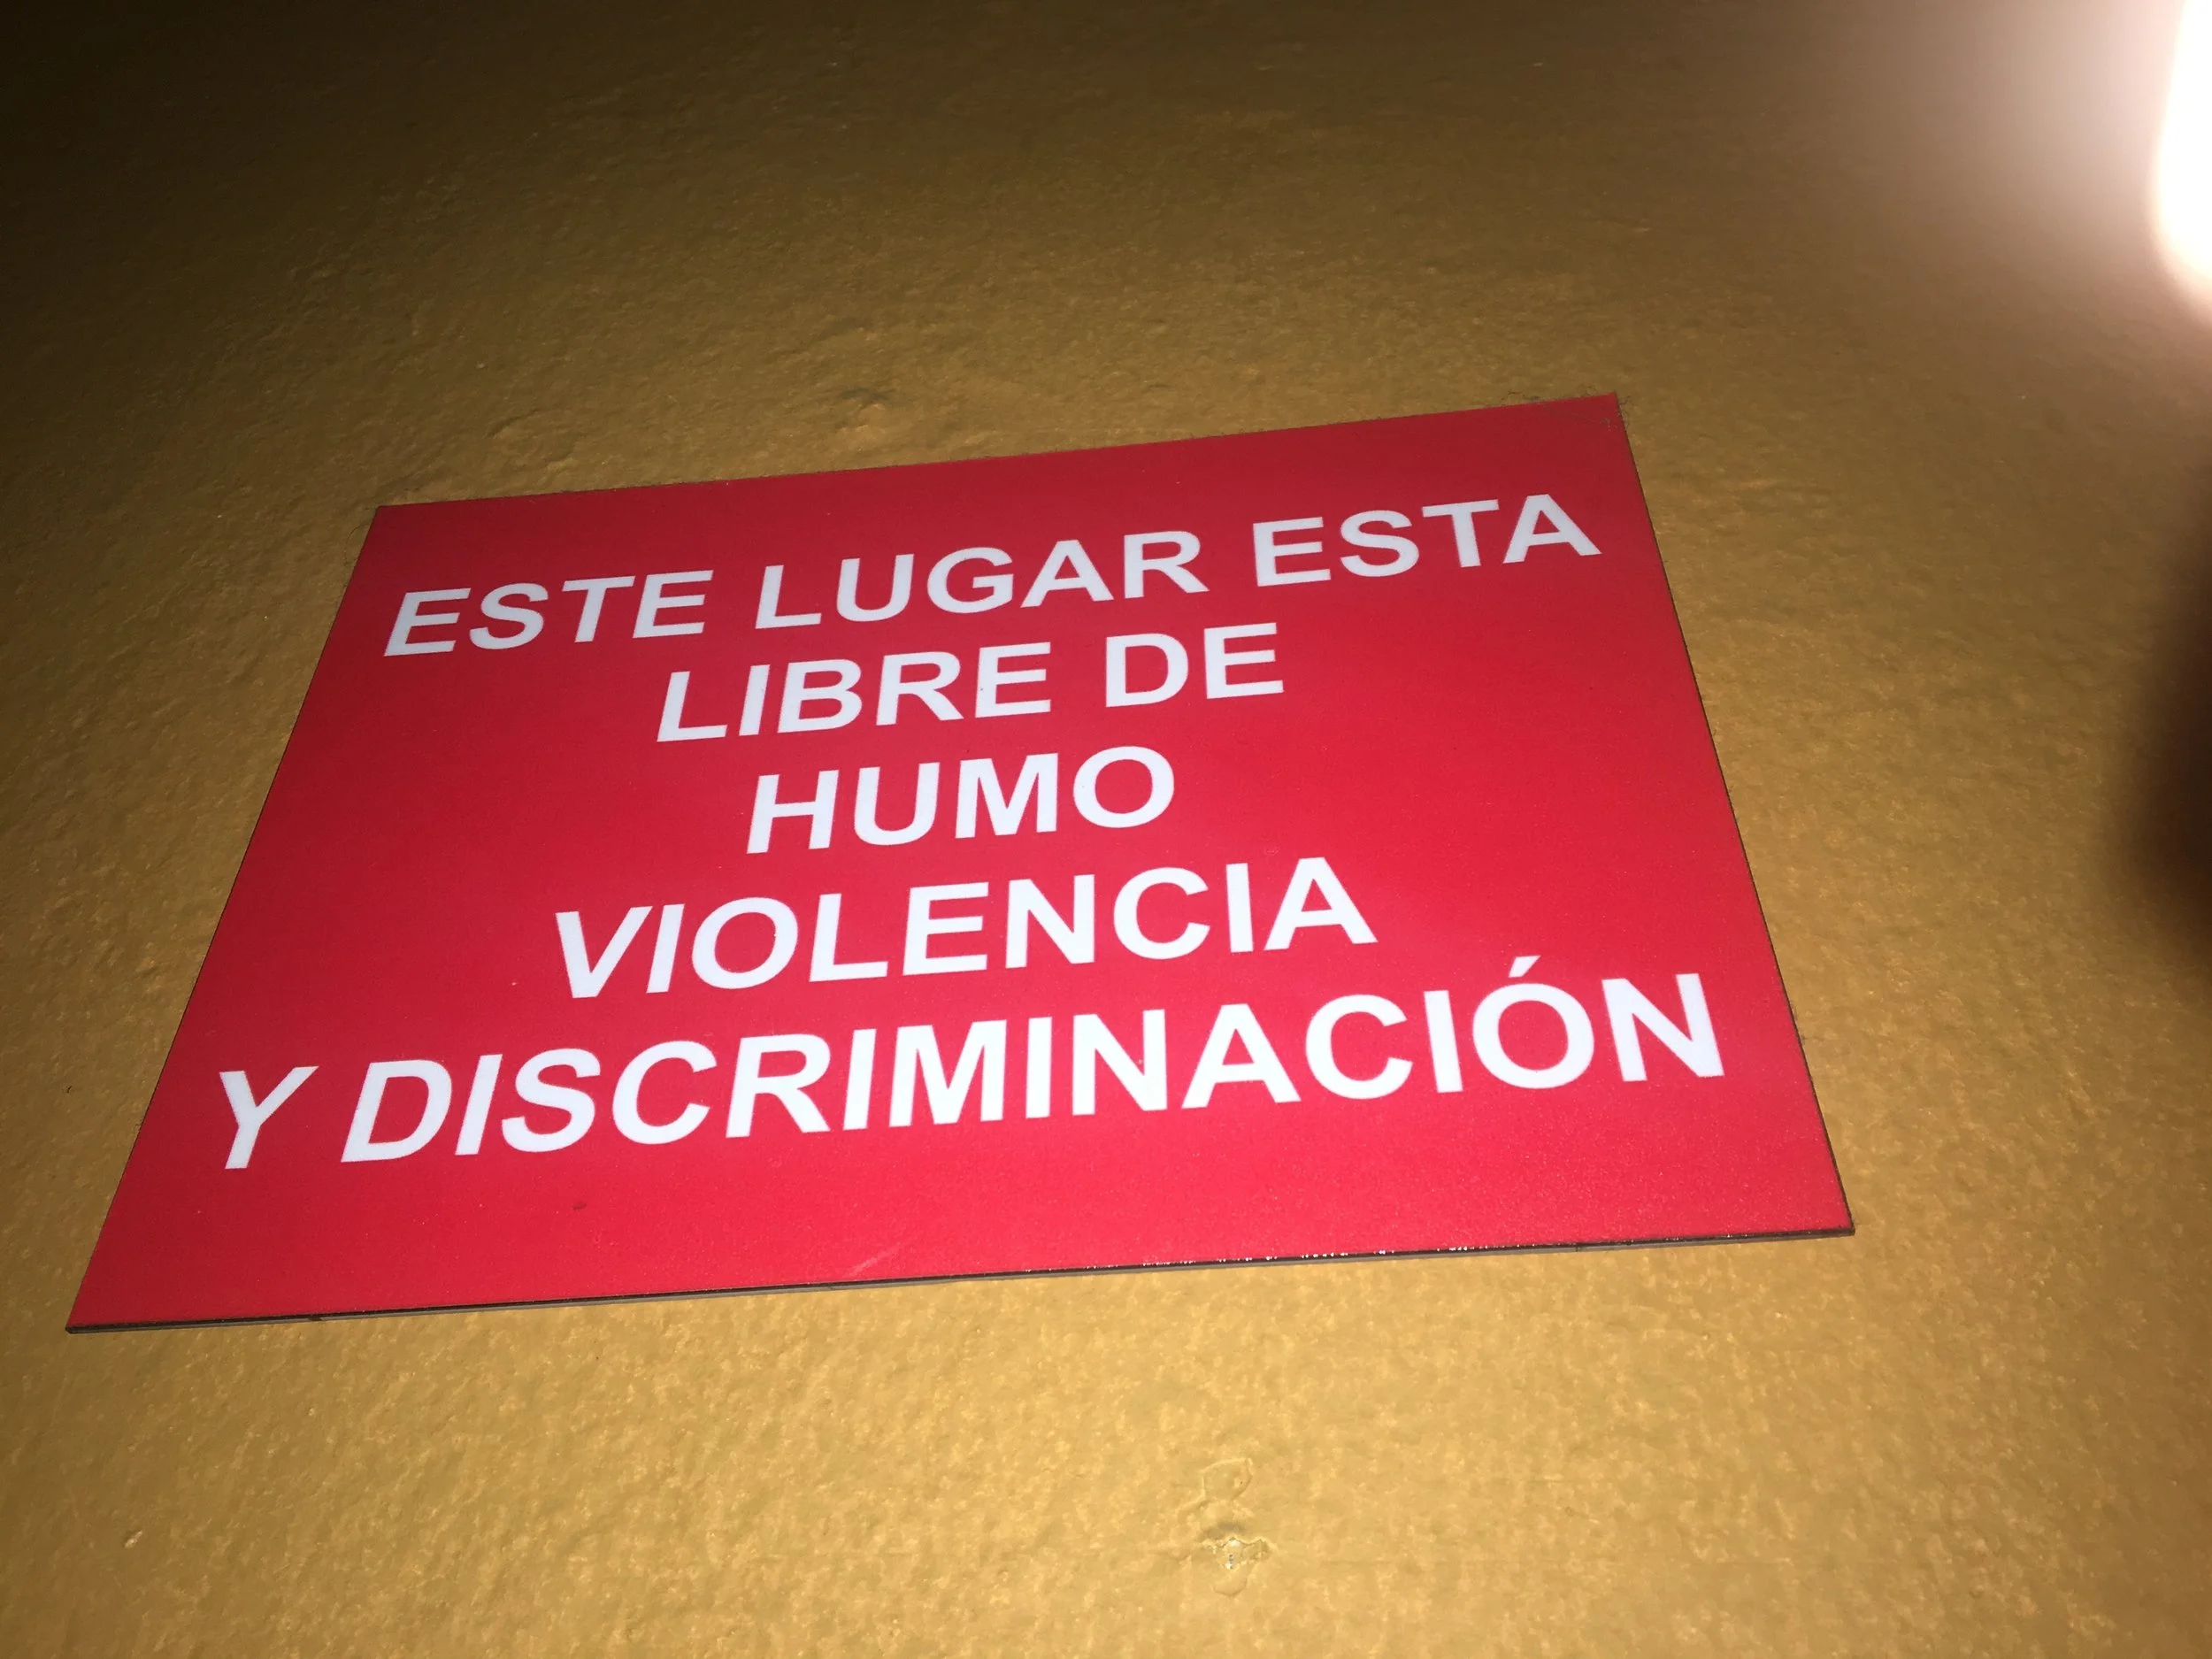 ESTE LUGAR ESTA
LIBRE DE
HUMO
VIOLENCIA
Y DISCRIMINACIÓN